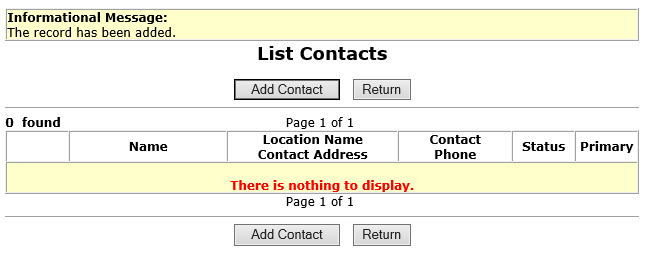 Informational Message:
The record has been added.
List Contacts
Add Contact Return
0 found Page 1 of 1
Name Location Name Contact Address Contact Phone Status Primary
There is nothing to display.
Page 1 of 1
Add Contact Return